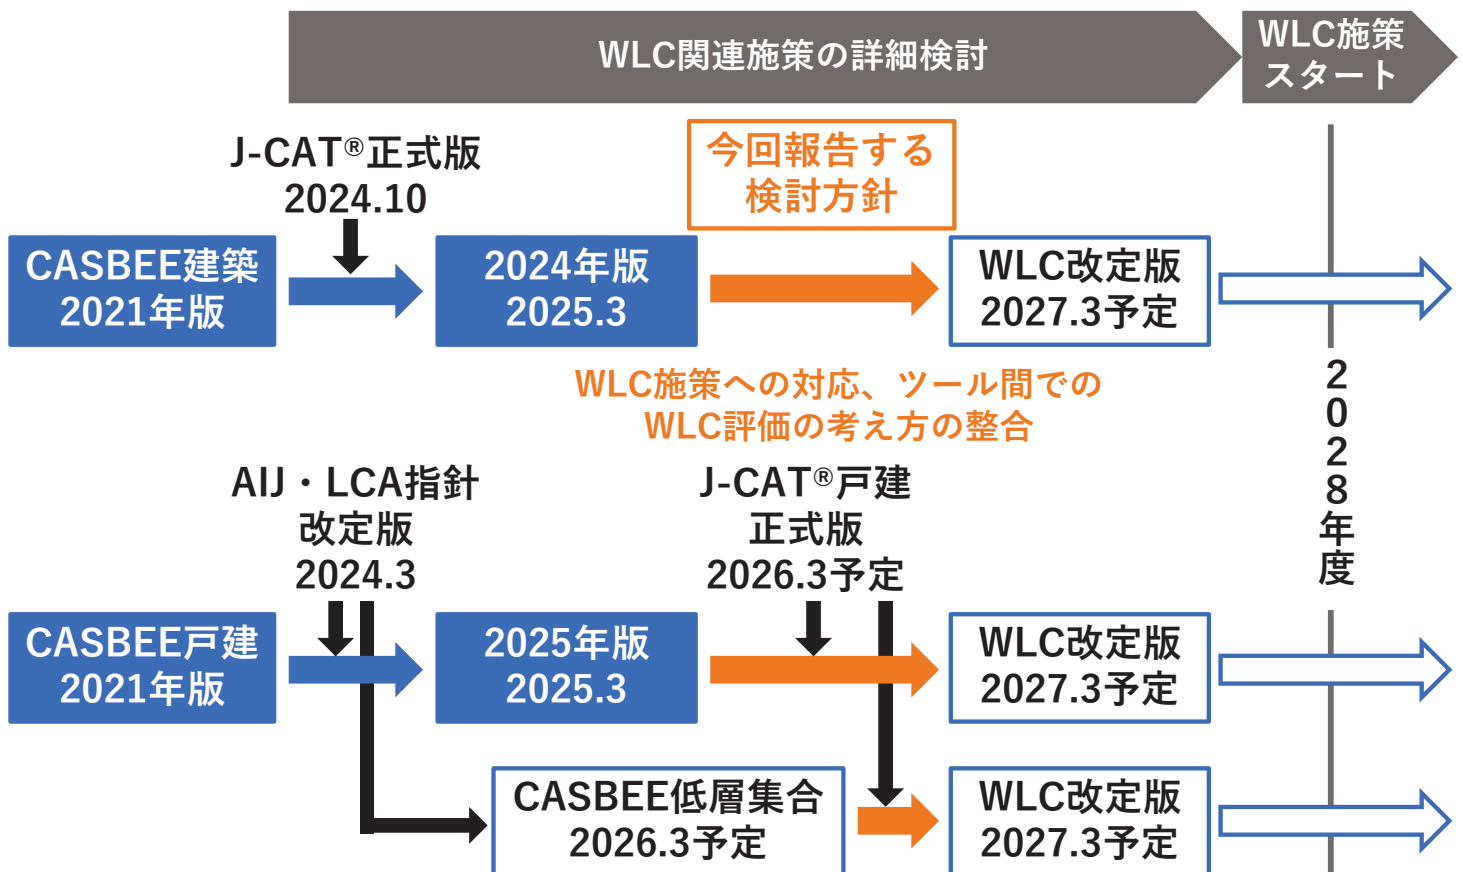 WLC関連施策の詳細検討
WLC施策
スタート
J-CAT®正式版
2024.10
今回報告する
検討方針
CASBEE建築
2021年版
2024年版
2025.3
WLC改定版
2027.3予定
WLC施策への対応、ツール間での
WLC評価の考え方の整合
2028年度
AIJ・LCA指針
改定版
2024.3
J-CAT®戸建
正式版
2026.3予定
CASBEE戸建
2021年版
2025年版
2025.3
WLC改定版
2027.3予定
CASBEE低層集合
2026.3予定
WLC改定版
2027.3予定